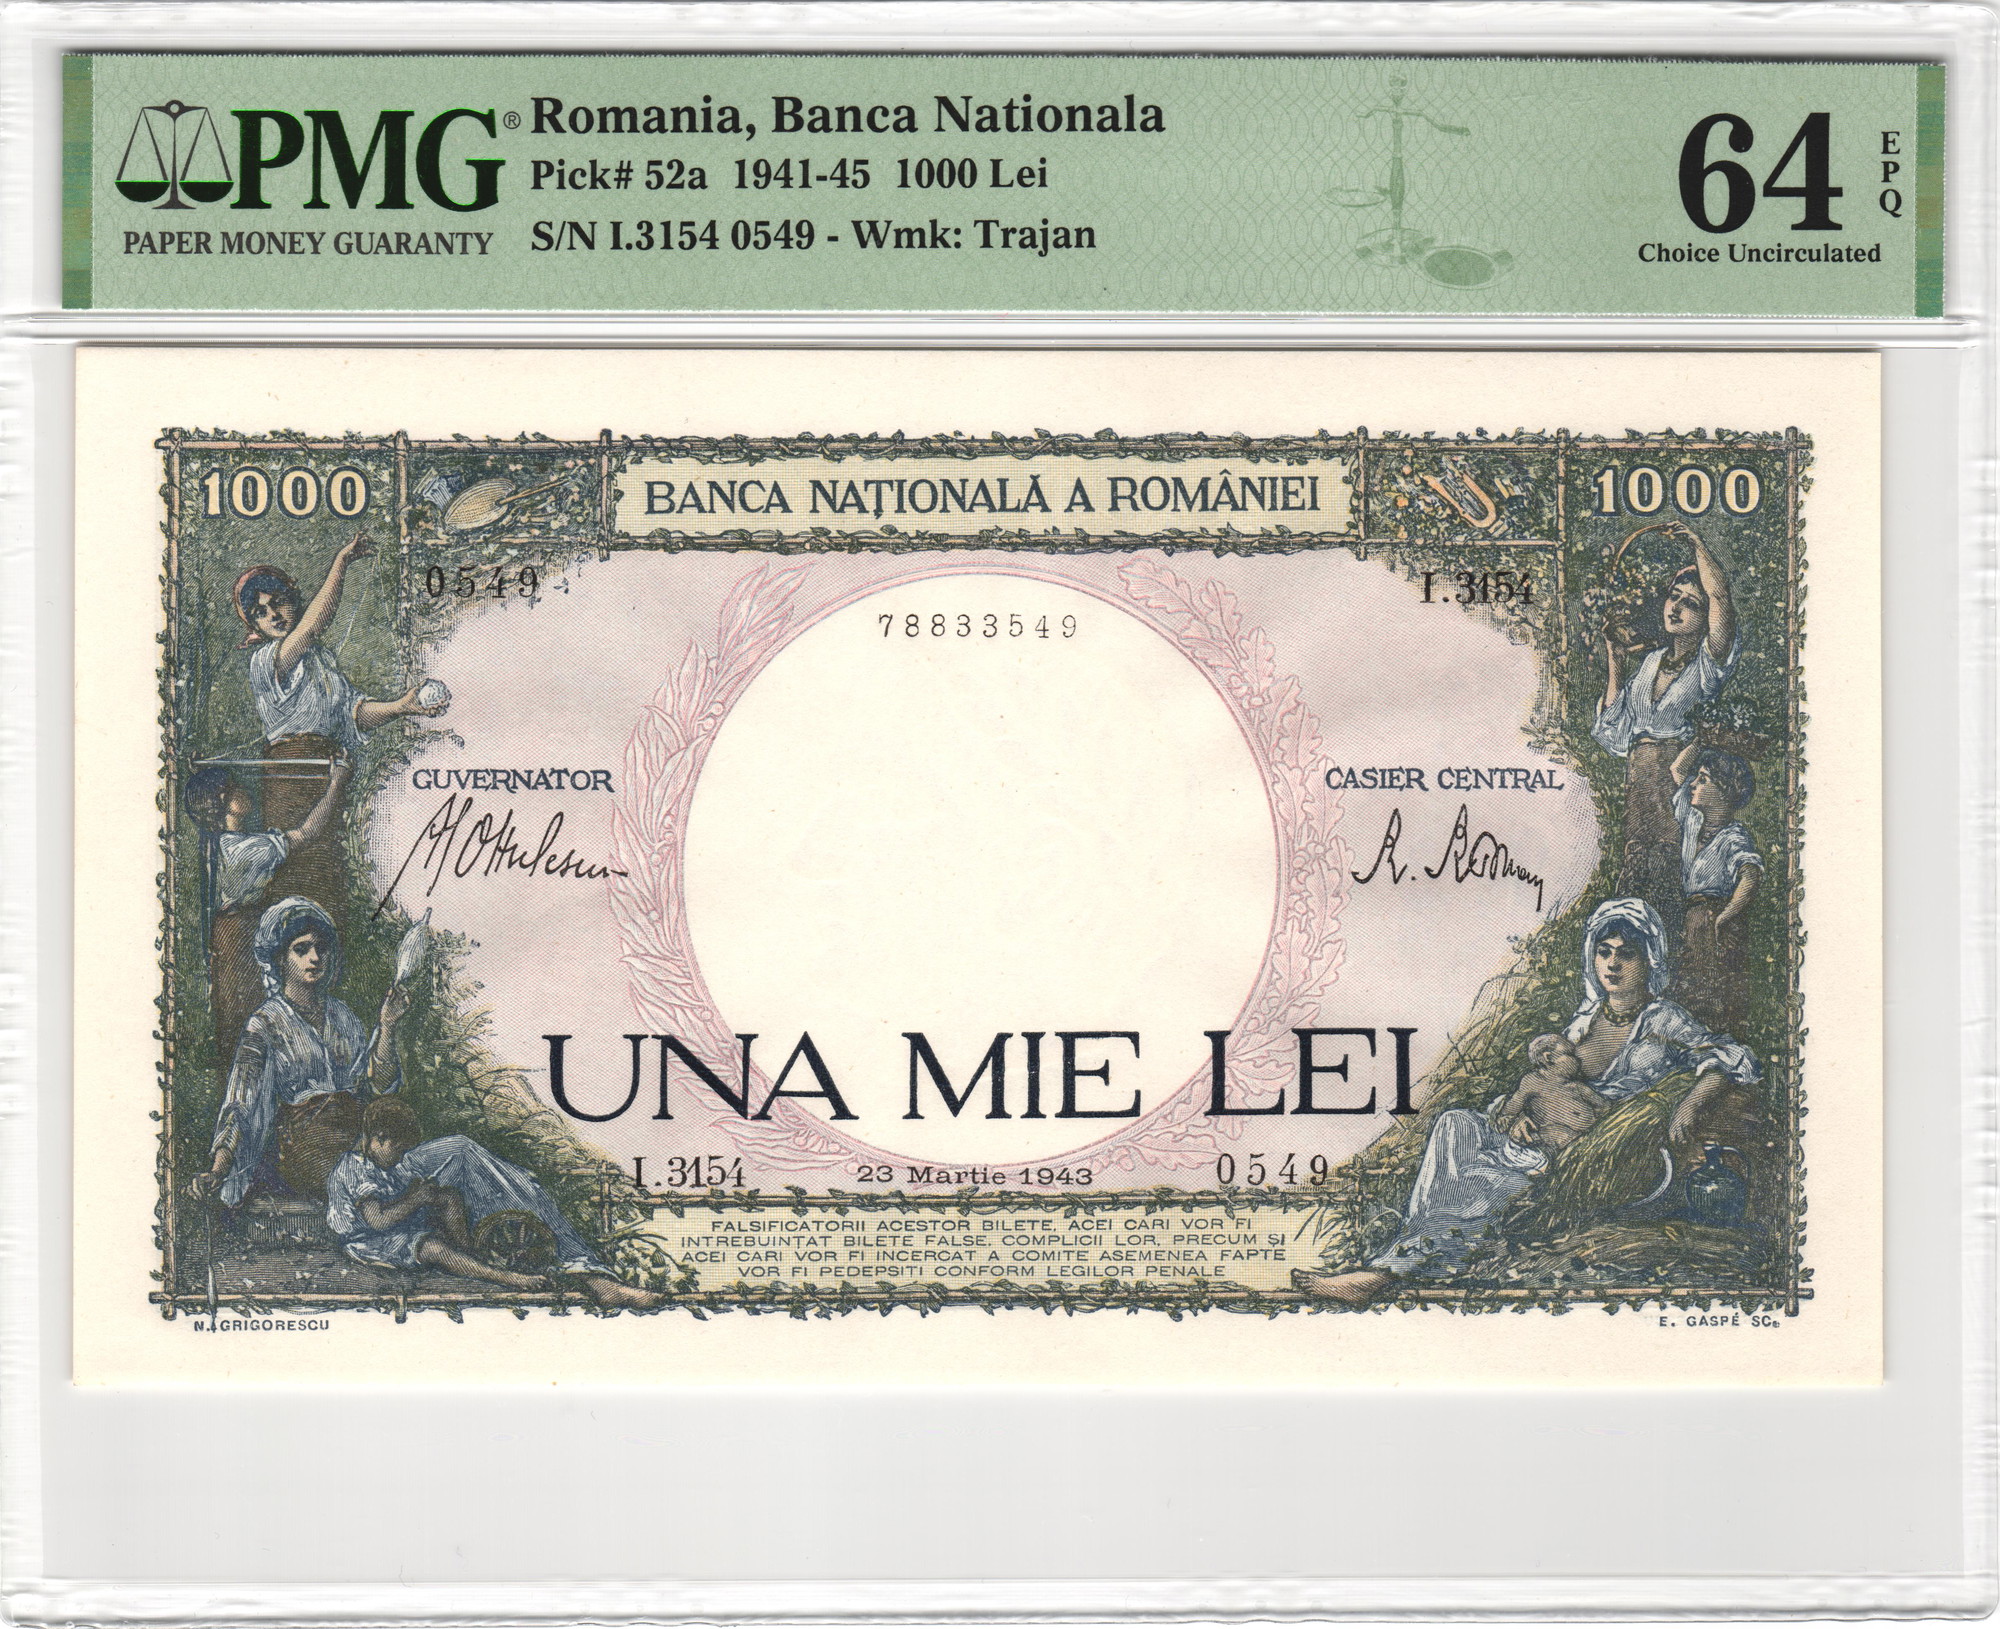 PMG®
PAPER MONEY GUARANTY
Romania, Banca Nationala
Pick# 52a 1941-45 1000 Lei
S/N I.3154 0549 - Wmk: Trajan
64
EPQ
Choice Uncirculated
1000
BANCA NAȚIONALĂ A ROMÂNIEI
1000
0549
I.3154
78833549
GUVERNATOR
CASIER CENTRAL
UNA MIE LEI
I.3154
23 Martie 1943
0549
FALSIFICATORII ACESTOR BILETE, ACEI CARI VOR FI
INTREBUINȚAT BILETE FALSE, COMPLICII LOR, PRECUM ȘI
ACEI CARI VOR FI INCERCAT A COMITE ASEMENEA FAPTE
VOR FI PEDEPSITI CONFORM LEGILOR PENALE
N. GRIGORESCU
E. GASPÉ SC.